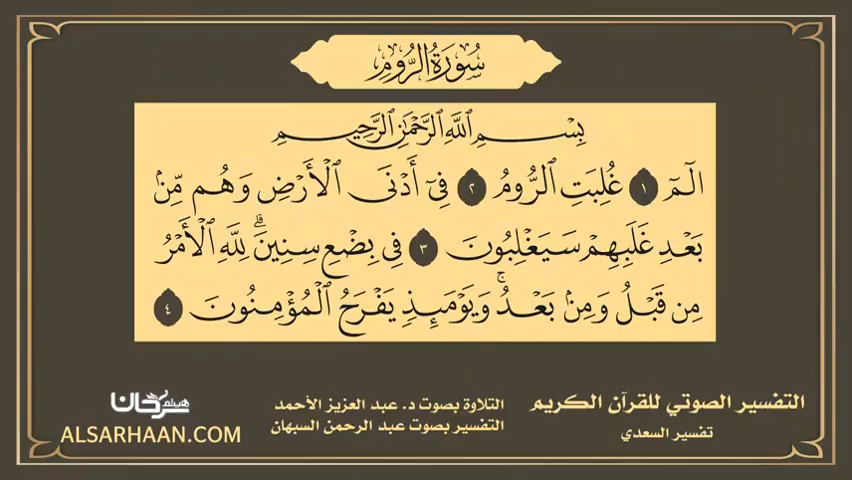 سُورَةُ الرُّومِ
بِسْمِ ٱللَّهِ ٱلرَّحْمَٰنِ ٱلرَّحِيمِ
الٓمٓ ١ غُلِبَتِ ٱلرُّومُ ٢ فِىٓ أَدْنَى ٱلْأَرْضِ وَهُم مِّنۢ
بَعْدِ غَلَبِهِمْ سَيَغْلِبُونَ ٣ فِى بِضْعِ سِنِينَ ۗ لِلَّهِ ٱلْأَمْرُ
مِن قَبْلُ وَمِنۢ بَعْدُ ۚ وَيَوْمَئِذٍ يَفْرَحُ ٱلْمُؤْمِنُونَ ٤
التفسير الصوتي للقرآن الكريم
تفسير السعدي
التلاوة بصوت د. عبد العزيز الأحمد
التفسير بصوت عبد الرحمن السبهان
هيثم سرحان
ALSARHAAN.COM